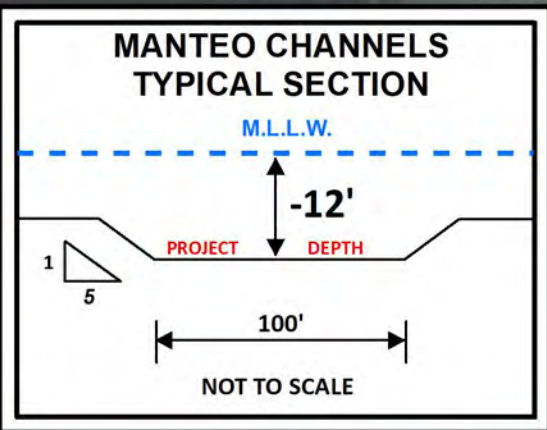 MANTEO CHANNELS
TYPICAL SECTION
M.L.L.W.
-12'
PROJECT DEPTH
1
5
100'
NOT TO SCALE